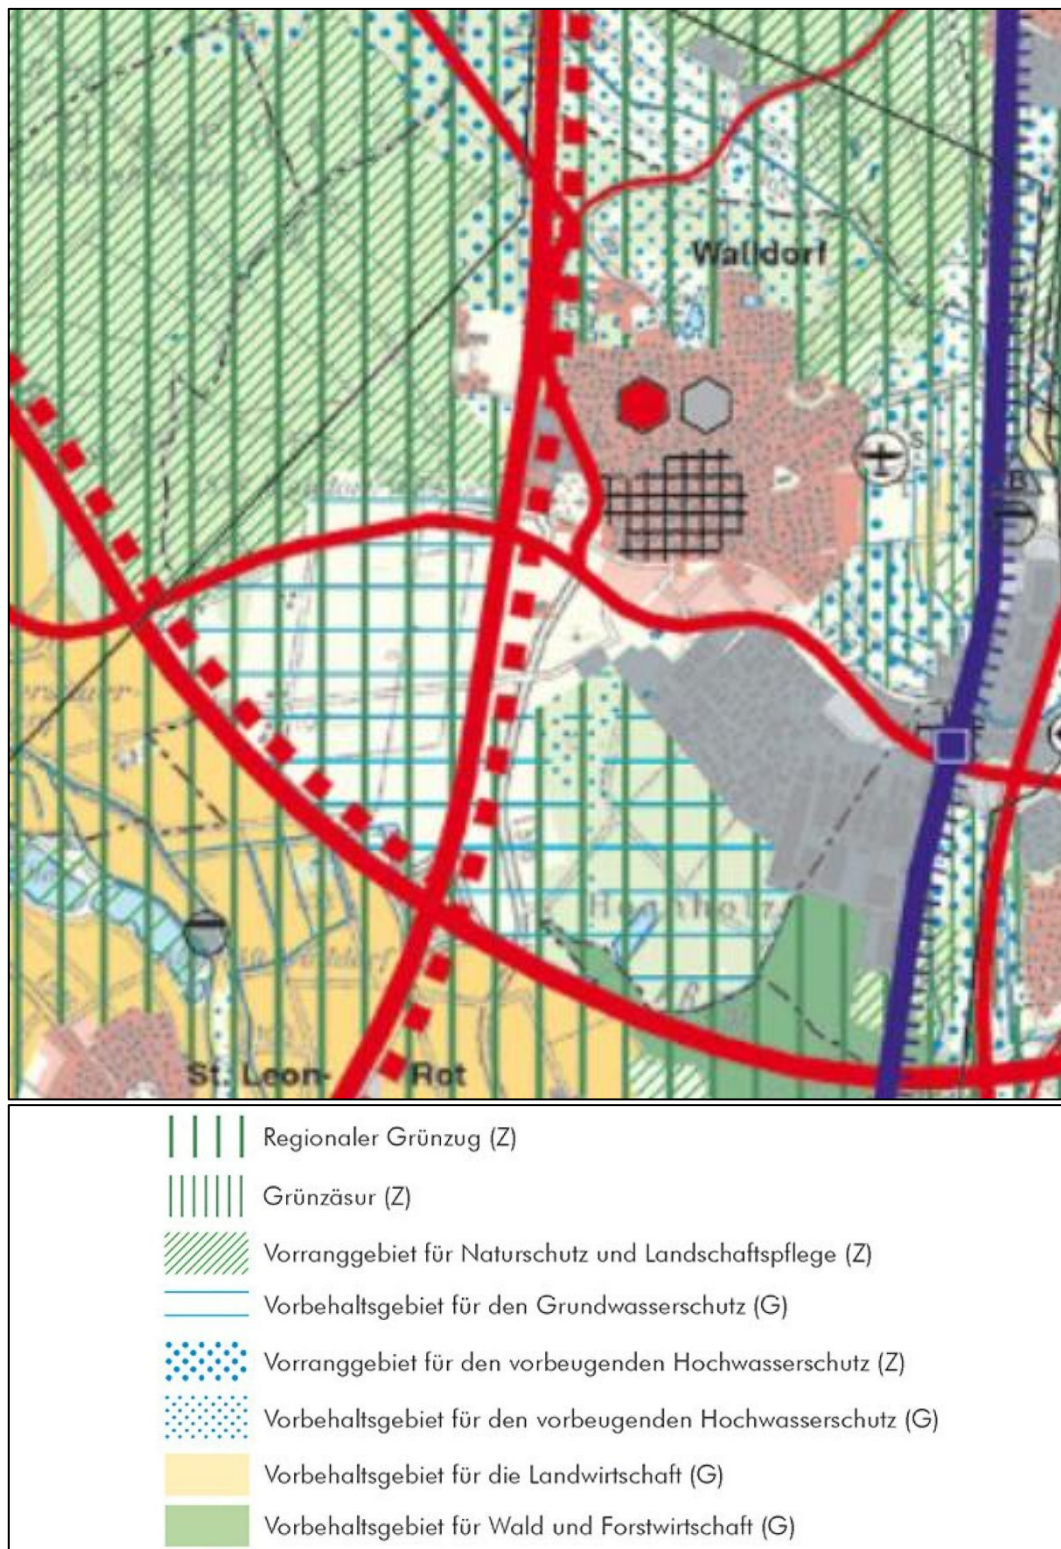 Walldorf
S
B
Hochholz
St. Leon-
Rot
Regionaler Grünzug (Z)
Grünzäsur (Z)
Vorranggebiet für Naturschutz und Landschaftspflege (Z)
Vorbehaltsgebiet für den Grundwasserschutz (G)
Vorranggebiet für den vorbeugenden Hochwasserschutz (Z)
Vorbehaltsgebiet für den vorbeugenden Hochwasserschutz (G)
Vorbehaltsgebiet für die Landwirtschaft (G)
Vorbehaltsgebiet für Wald und Forstwirtschaft (G)